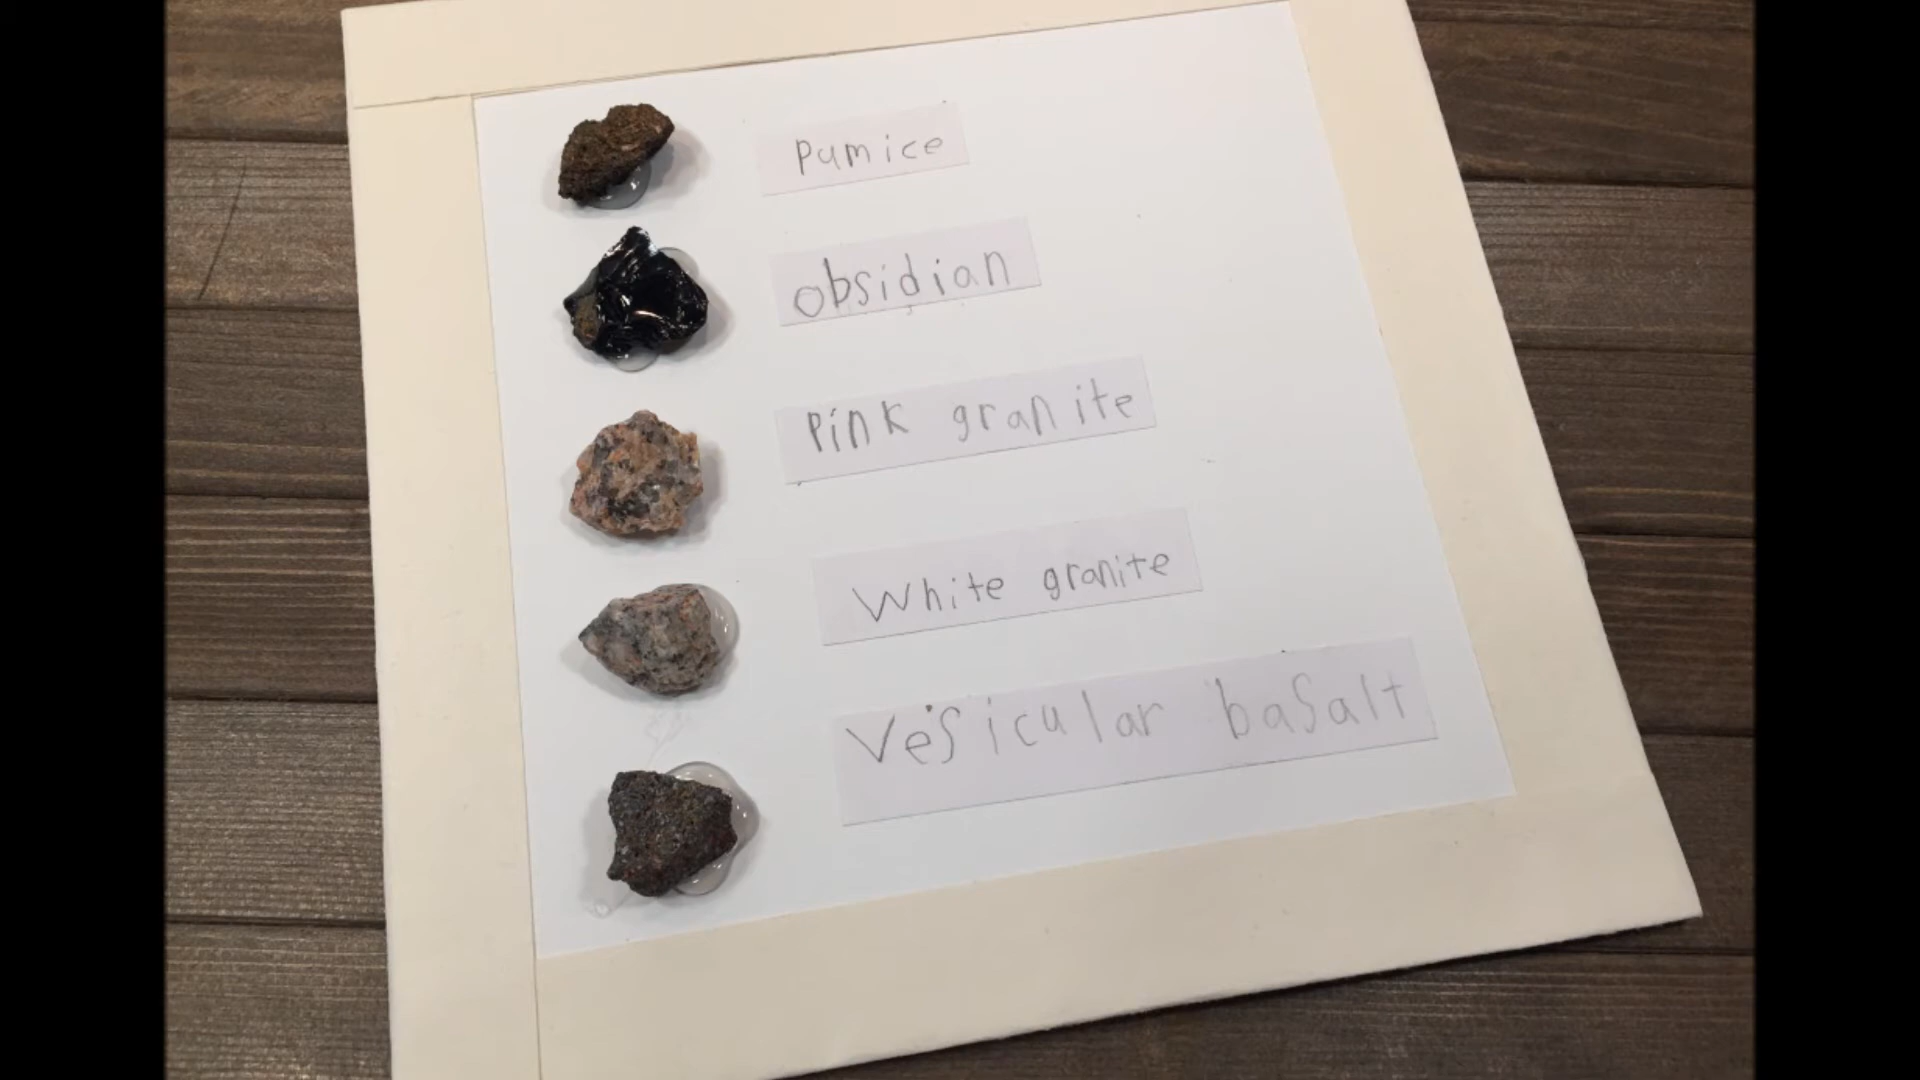 Pumice
obsidian
Pink granite
White granite
Vesicular basalt